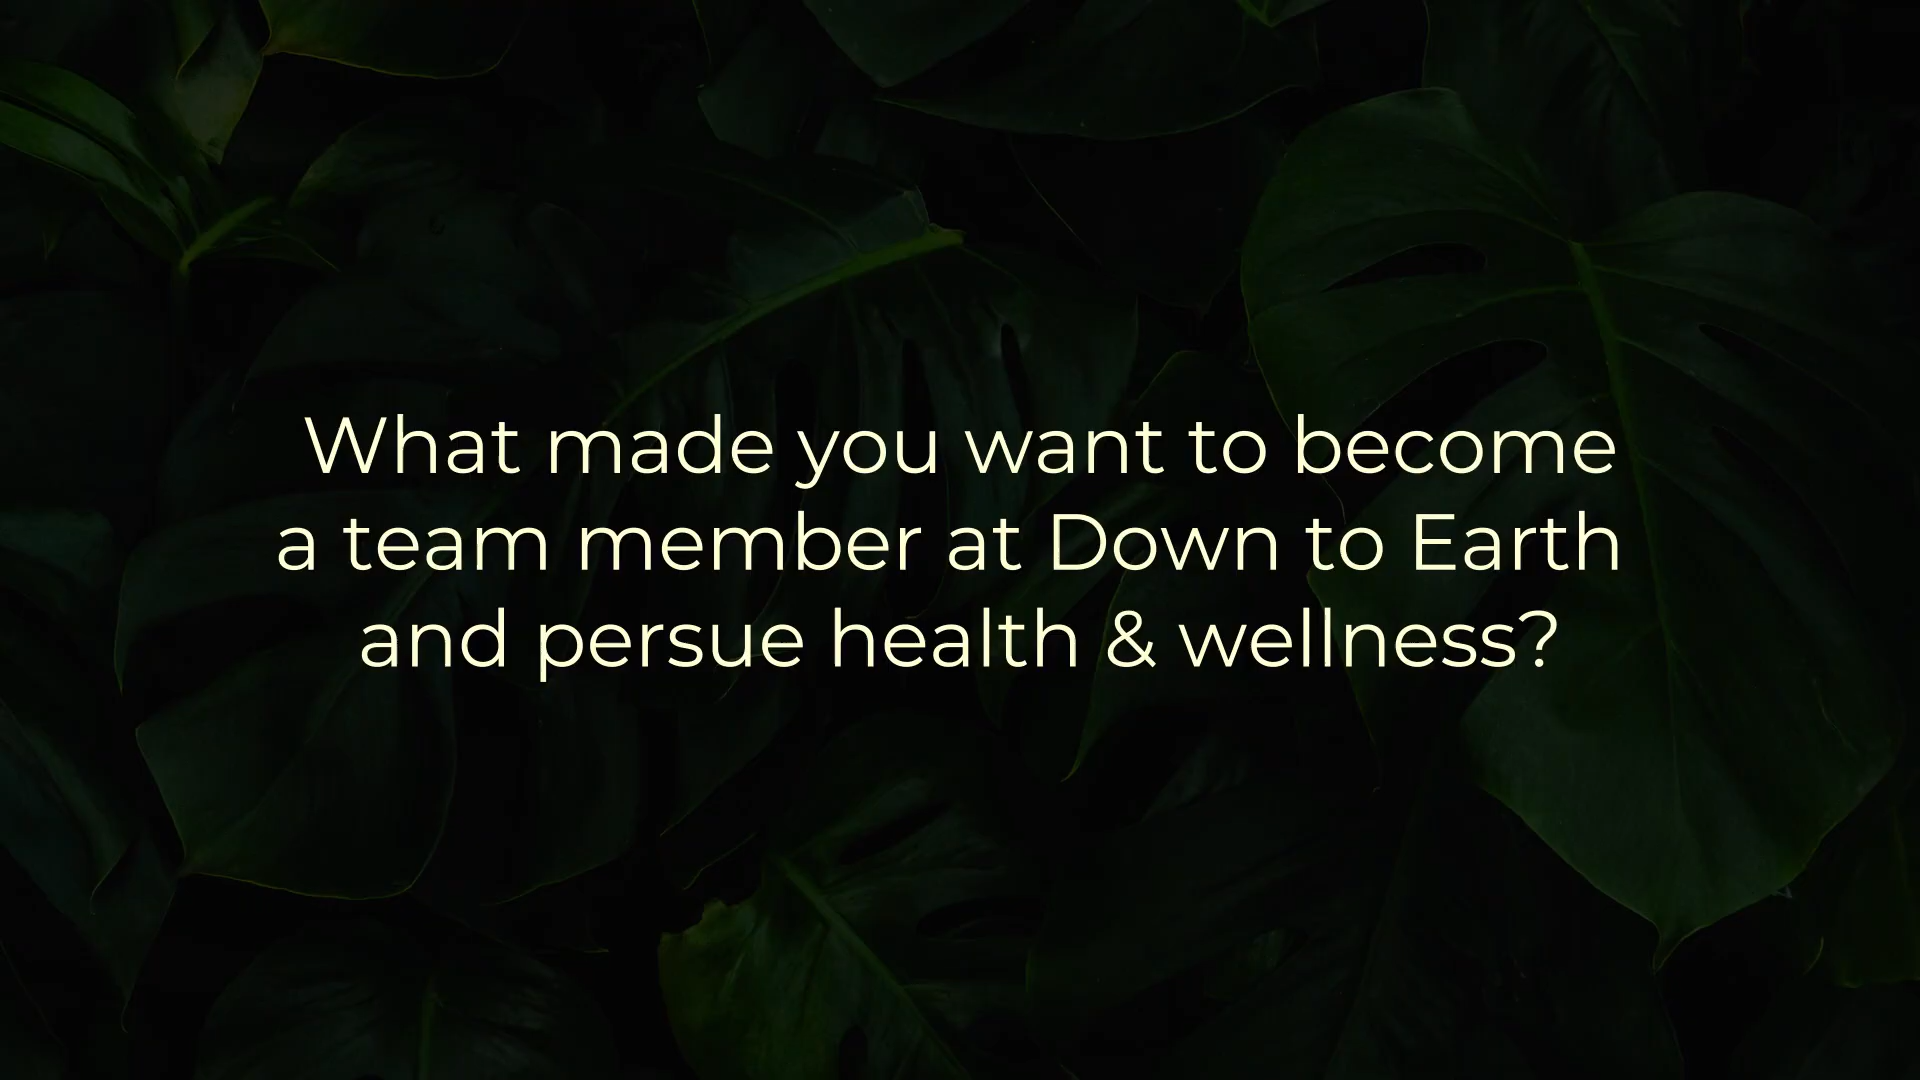 What made you want to become
a team member at Down to Earth
and persue health & wellness?